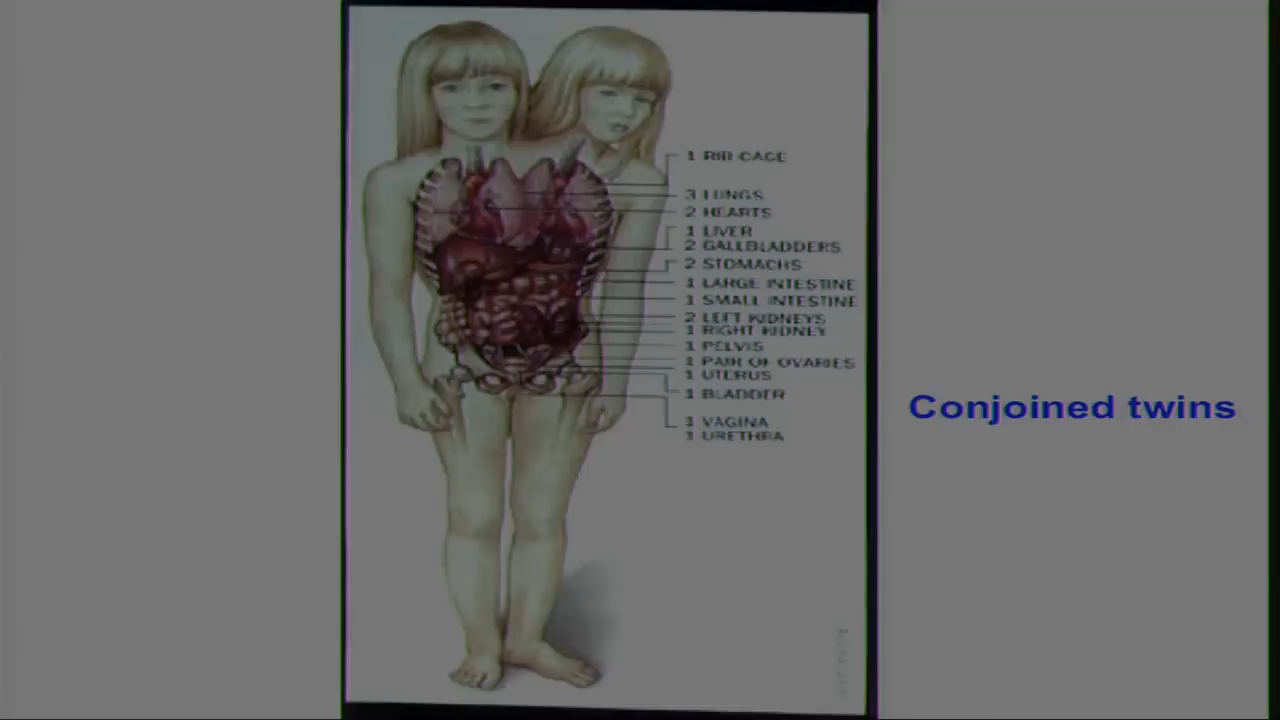 1 RIB CAGE
3 LUNGS
2 HEARTS
1 LIVER
2 GALLBLADDERS
2 STOMACHS
1 LARGE INTESTINE
1 SMALL INTESTINE
2 LEFT KIDNEYS
1 RIGHT KIDNEY
1 PELVIS
1 PAIR OF OVARIES
1 UTERUS
1 BLADDER
1 VAGINA
1 URETHRA
Conjoined twins